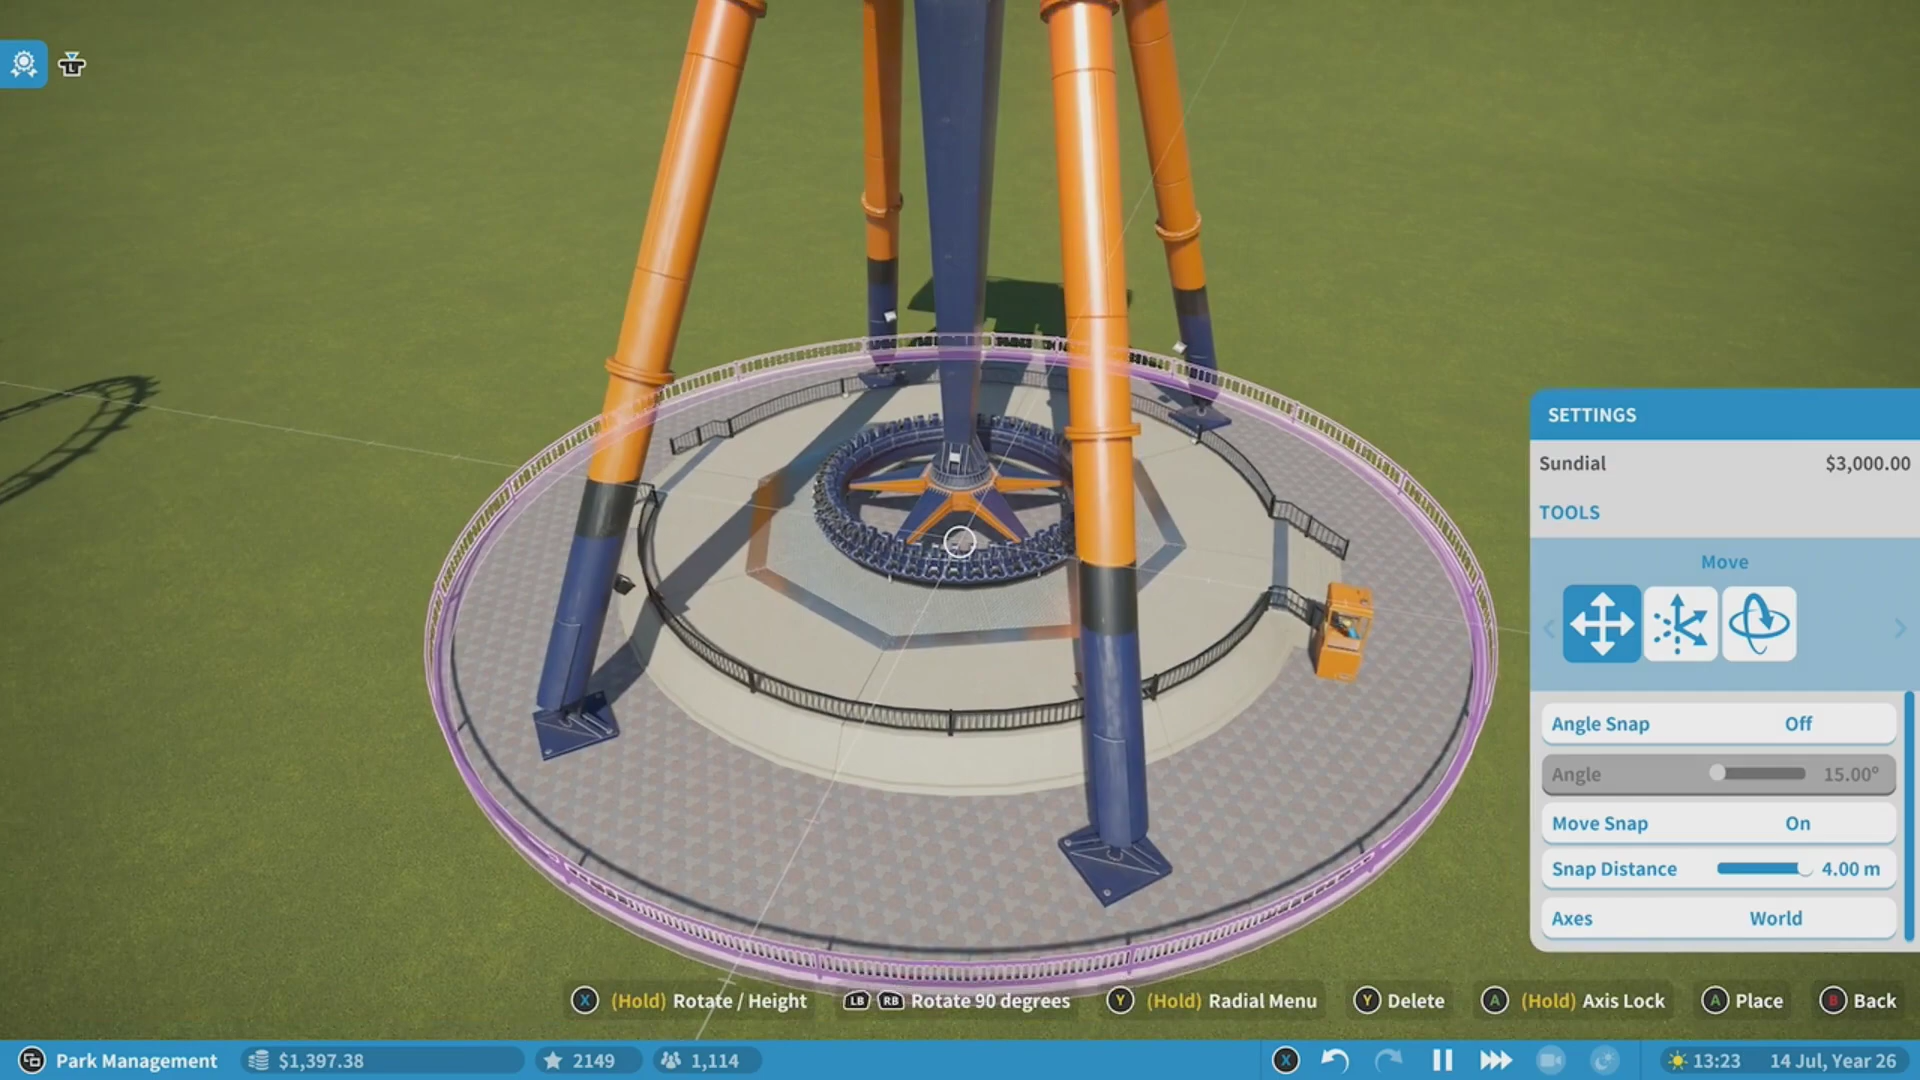 LT
SETTINGS
Sundial $3,000.00
TOOLS
Move
Angle Snap Off
Angle 15.00°
Move Snap On
Snap Distance 4.00 m
Axes World
X (Hold) Rotate / Height LB RB Rotate 90 degrees Y (Hold) Radial Menu Y Delete A (Hold) Axis Lock A Place B Back
Park Management $1,397.38 2149 1,114 X 13:23 14 Jul, Year 26